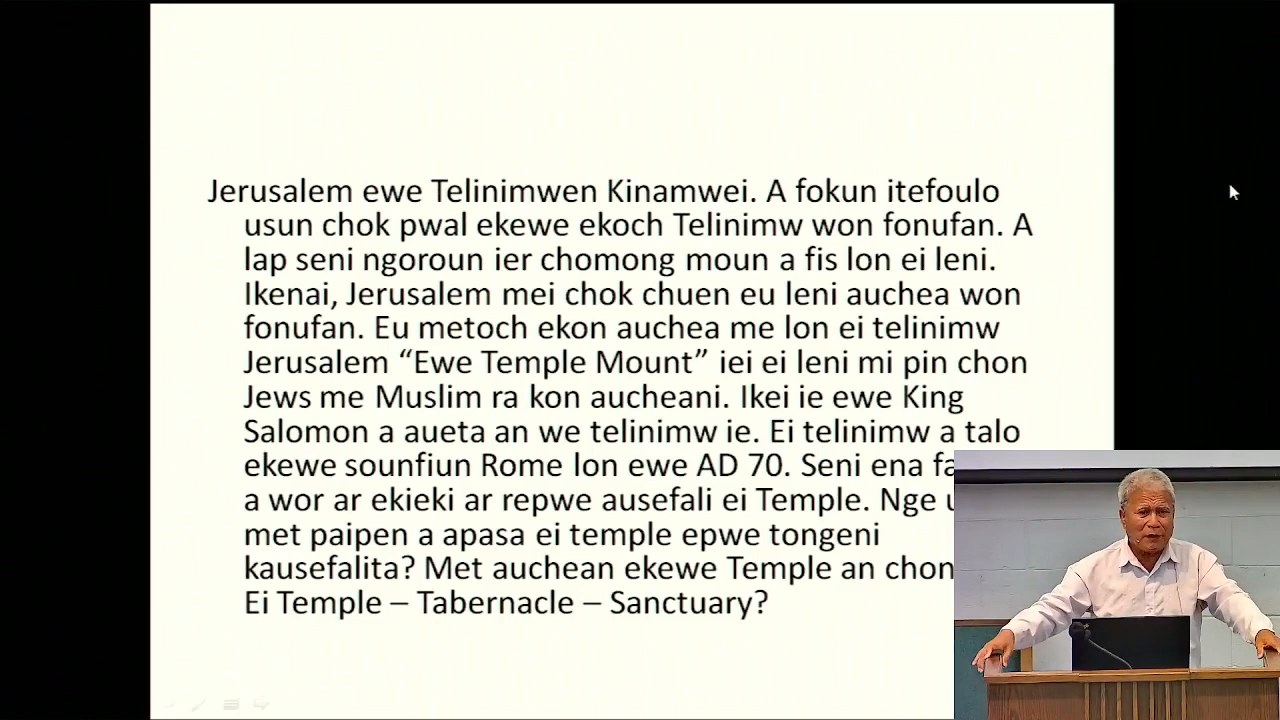 Jerusalem ewe Telinimwen Kinamwei. A fokun itefoulo
usun chok pwal ekewe ekoch Telinimw won fonufan. A
lap seni ngoroun ier chomong moun a fis lon ei leni.
Ikenai, Jerusalem mei chok chuen eu leni auchea won
fonufan. Eu metoch ekon auchea me lon ei telinimw
Jerusalem “Ewe Temple Mount” iei ei leni mi pin chon
Jews me Muslim ra kon aucheani. Ikei ie ewe King
Salomon a aueta an we telinimw ie. Ei telinimw a talo
ekewe sounfiun Rome lon ewe AD 70. Seni ena
a wor ar ekieki ar repwe ausefali ei Temple. Nge
met paipen a apasa ei temple epwe tongeni
kausefalita? Met auchean ekewe Temple an
Ei Temple – Tabernacle – Sanctuary?